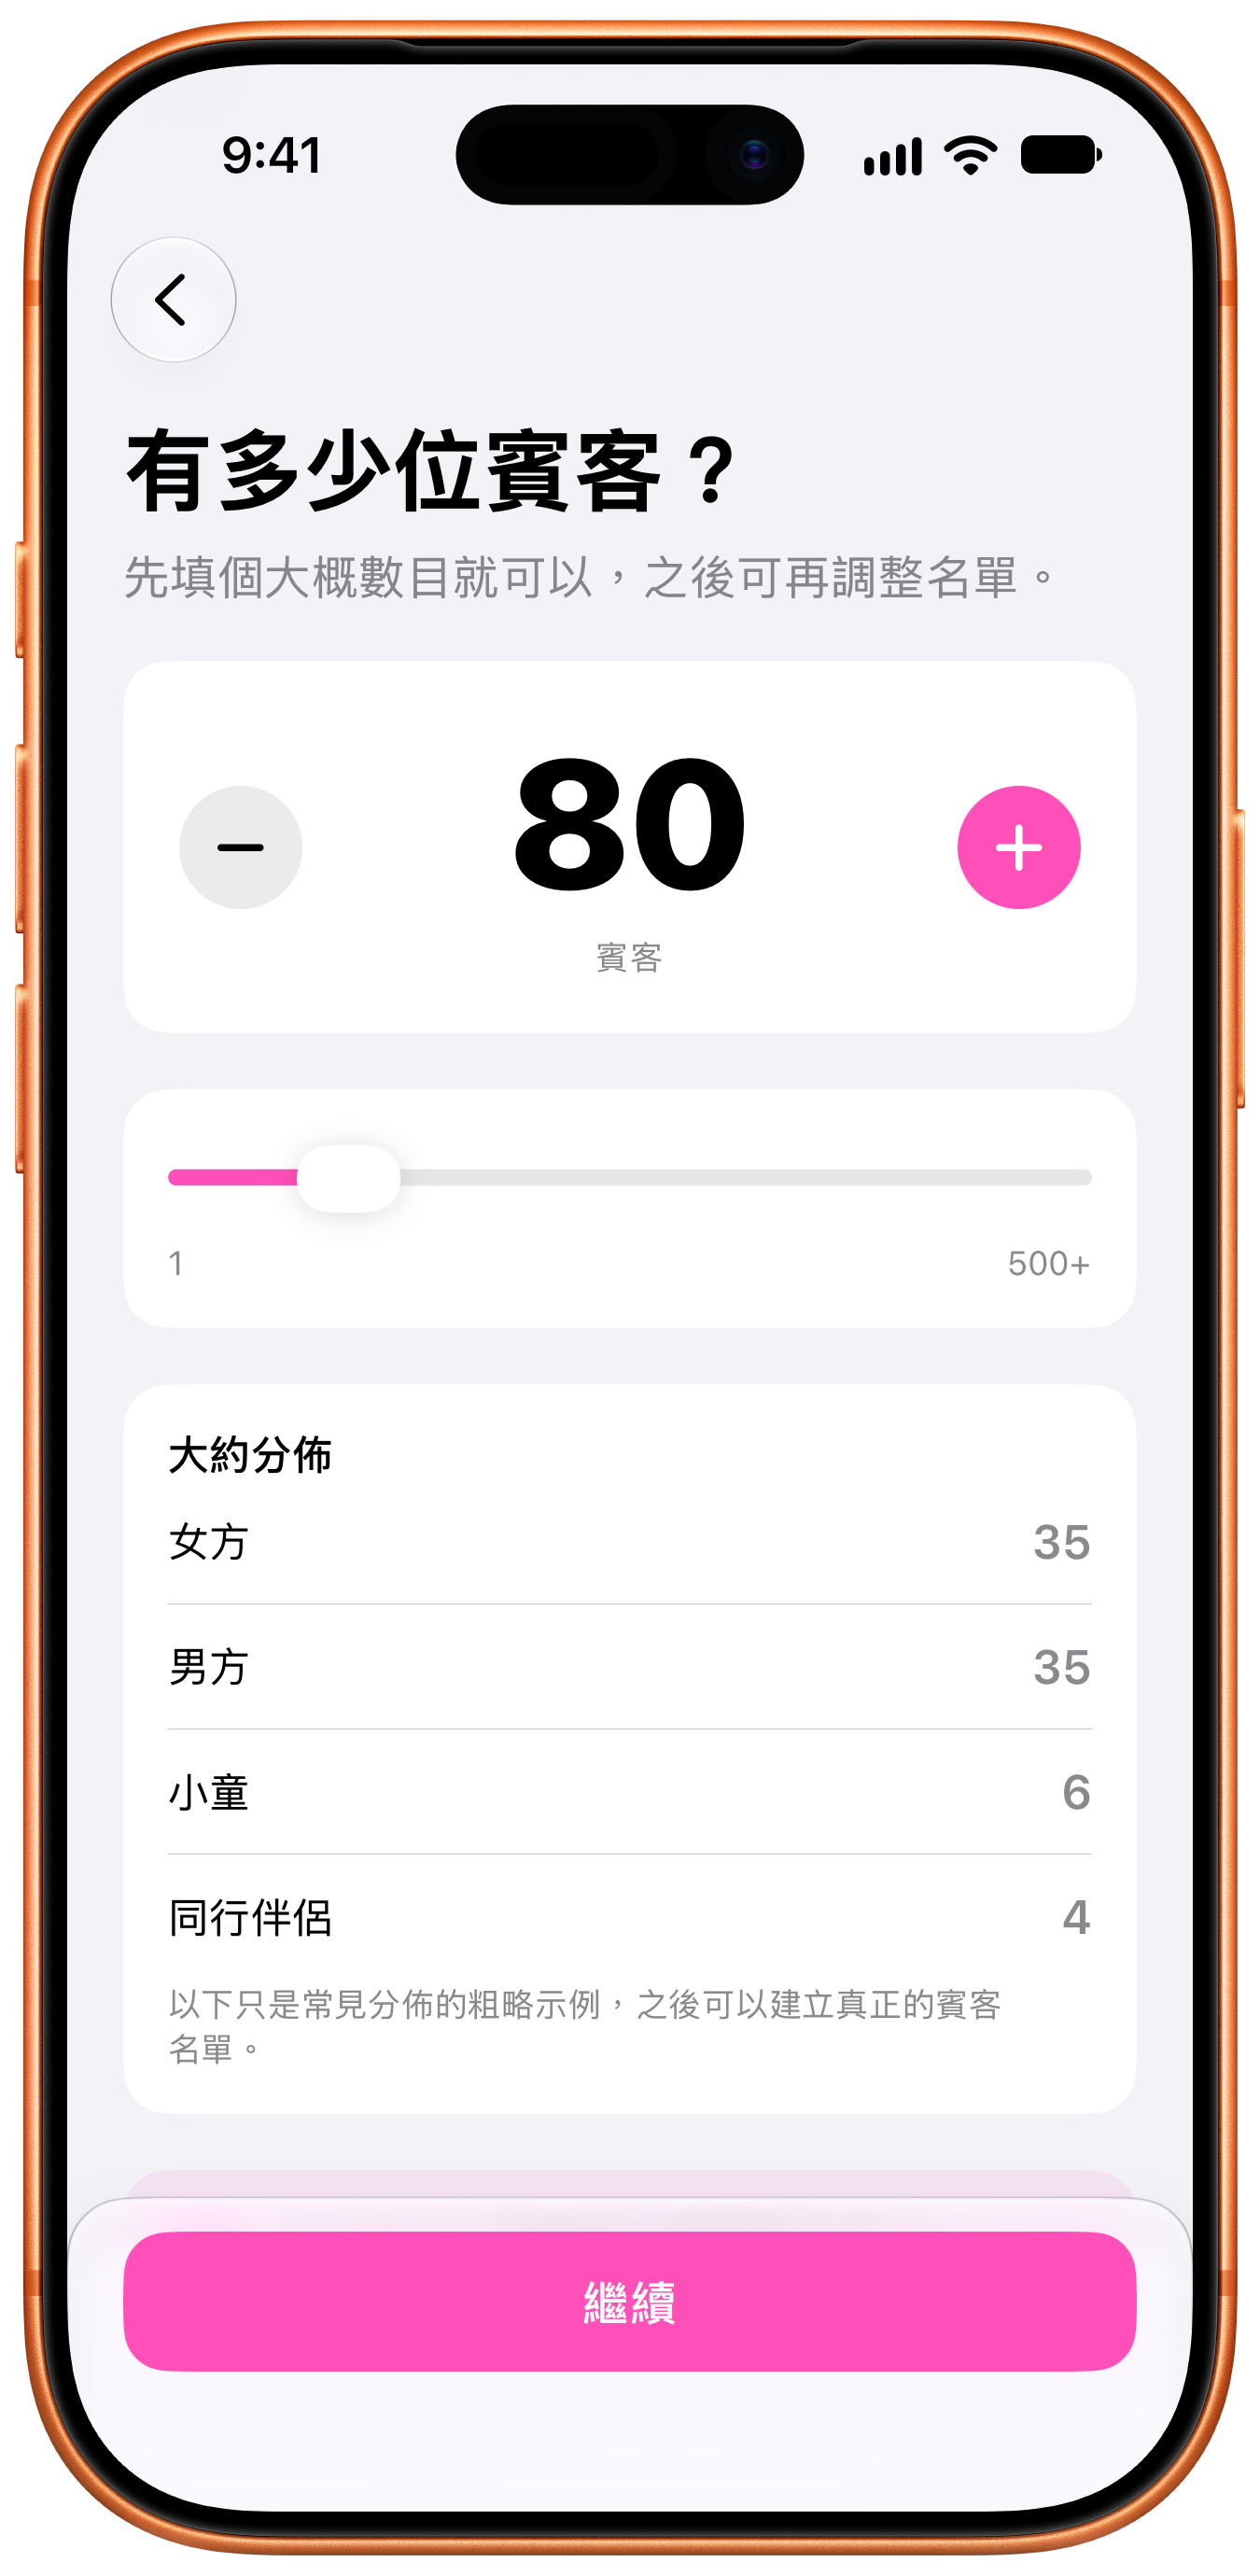 9:41
有多少位賓客？
先填個大概數目就可以，之後可再調整名單。
80
賓客
1
500+
大約分佈
女方 35
男方 35
小童 6
同行伴侶 4
以下只是常見分佈的粗略示例，之後可以建立真正的賓客
名單。
繼續